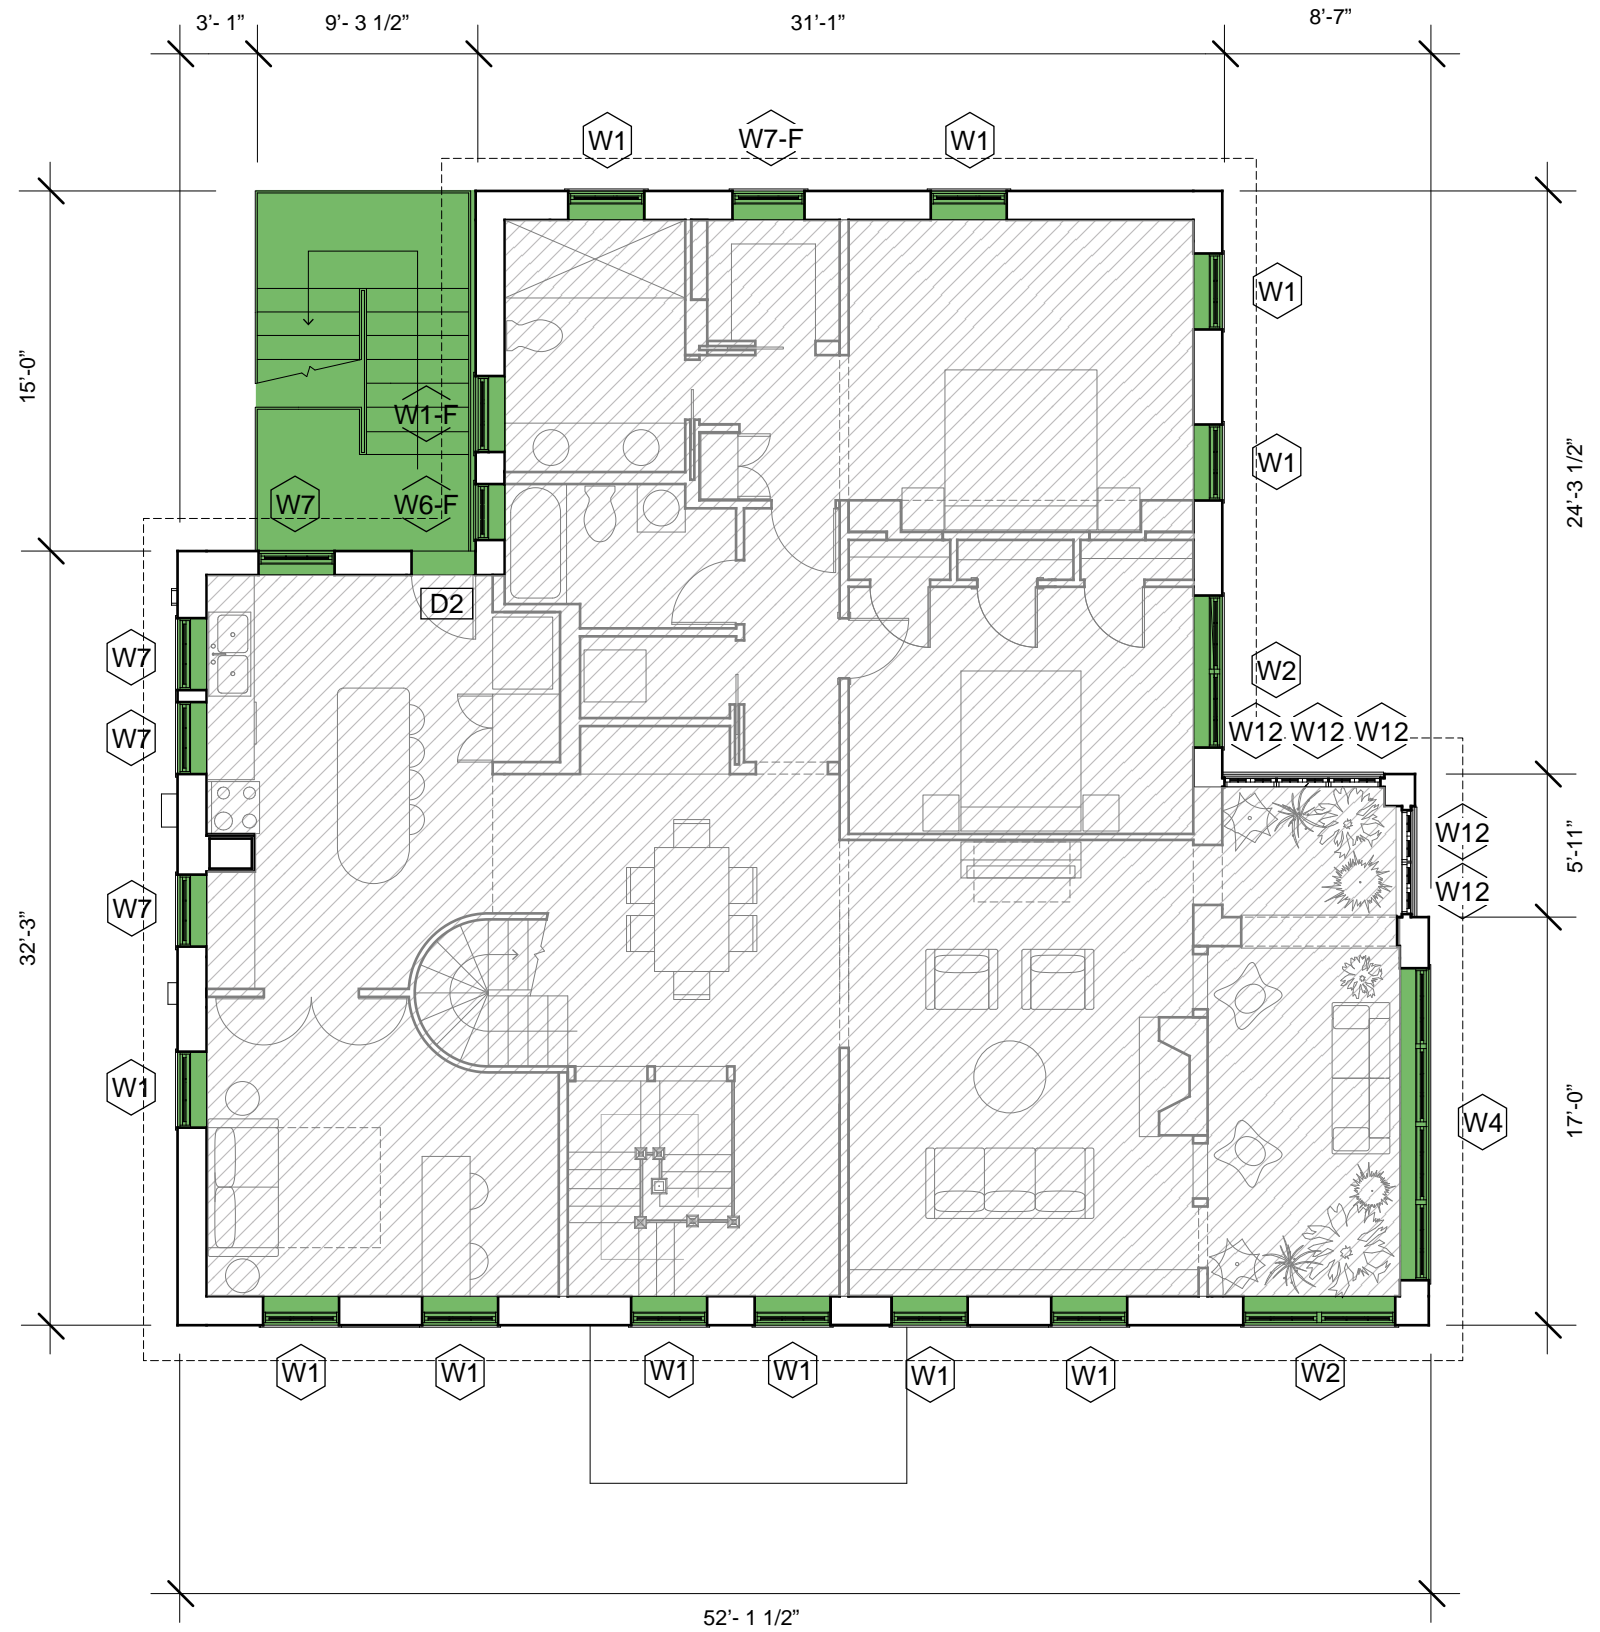 3'- 1"
9'- 3 1/2"
31'-1"
8'-7"
W1
W7-F
W1
W1
15'-0"
W1-F
W1
24'-3 1/2"
W7
W6-F
D2
W7
W2
W7
W12 W12 W12
W12
5'-11"
W12
W7
32'-3"
W1
W4
17'-0"
W1
W1
W1
W1
W1
W1
W2
52'- 1 1/2"